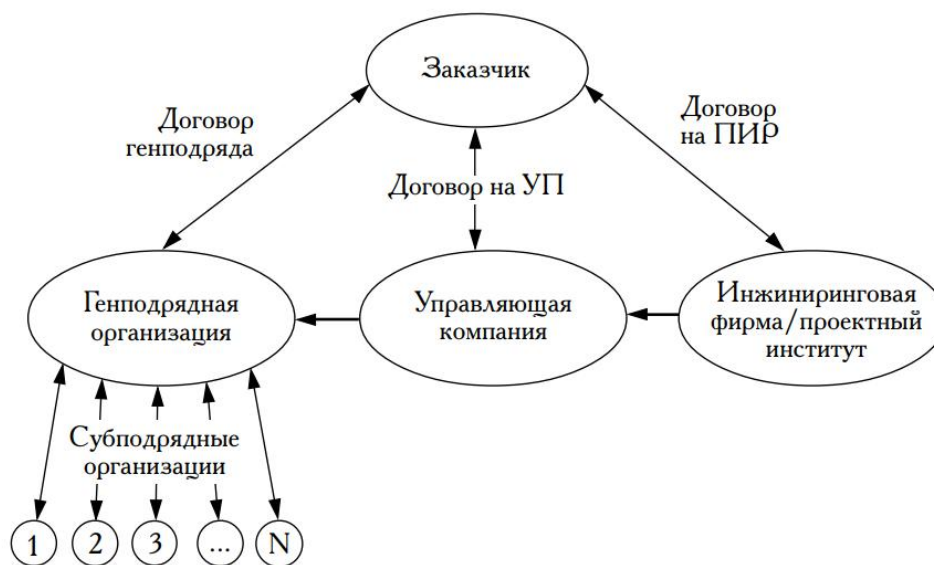 Заказчик
Договор
генподряда
Договор
на ПИР
Договор на УП
Генподрядная
организация
Управляющая
компания
Инжиниринговая
фирма/проектный
институт
Субподрядные
организации
1
2
3
...
N